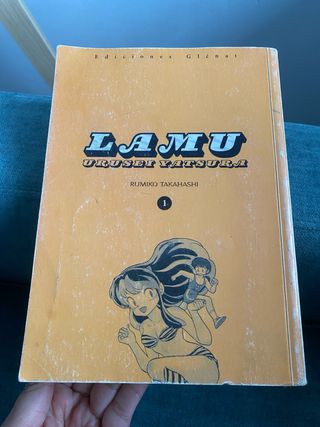 Ediciones Glénat
LAMU
URUSEI YATSURA
RUMIKO TAKAHASHI
1